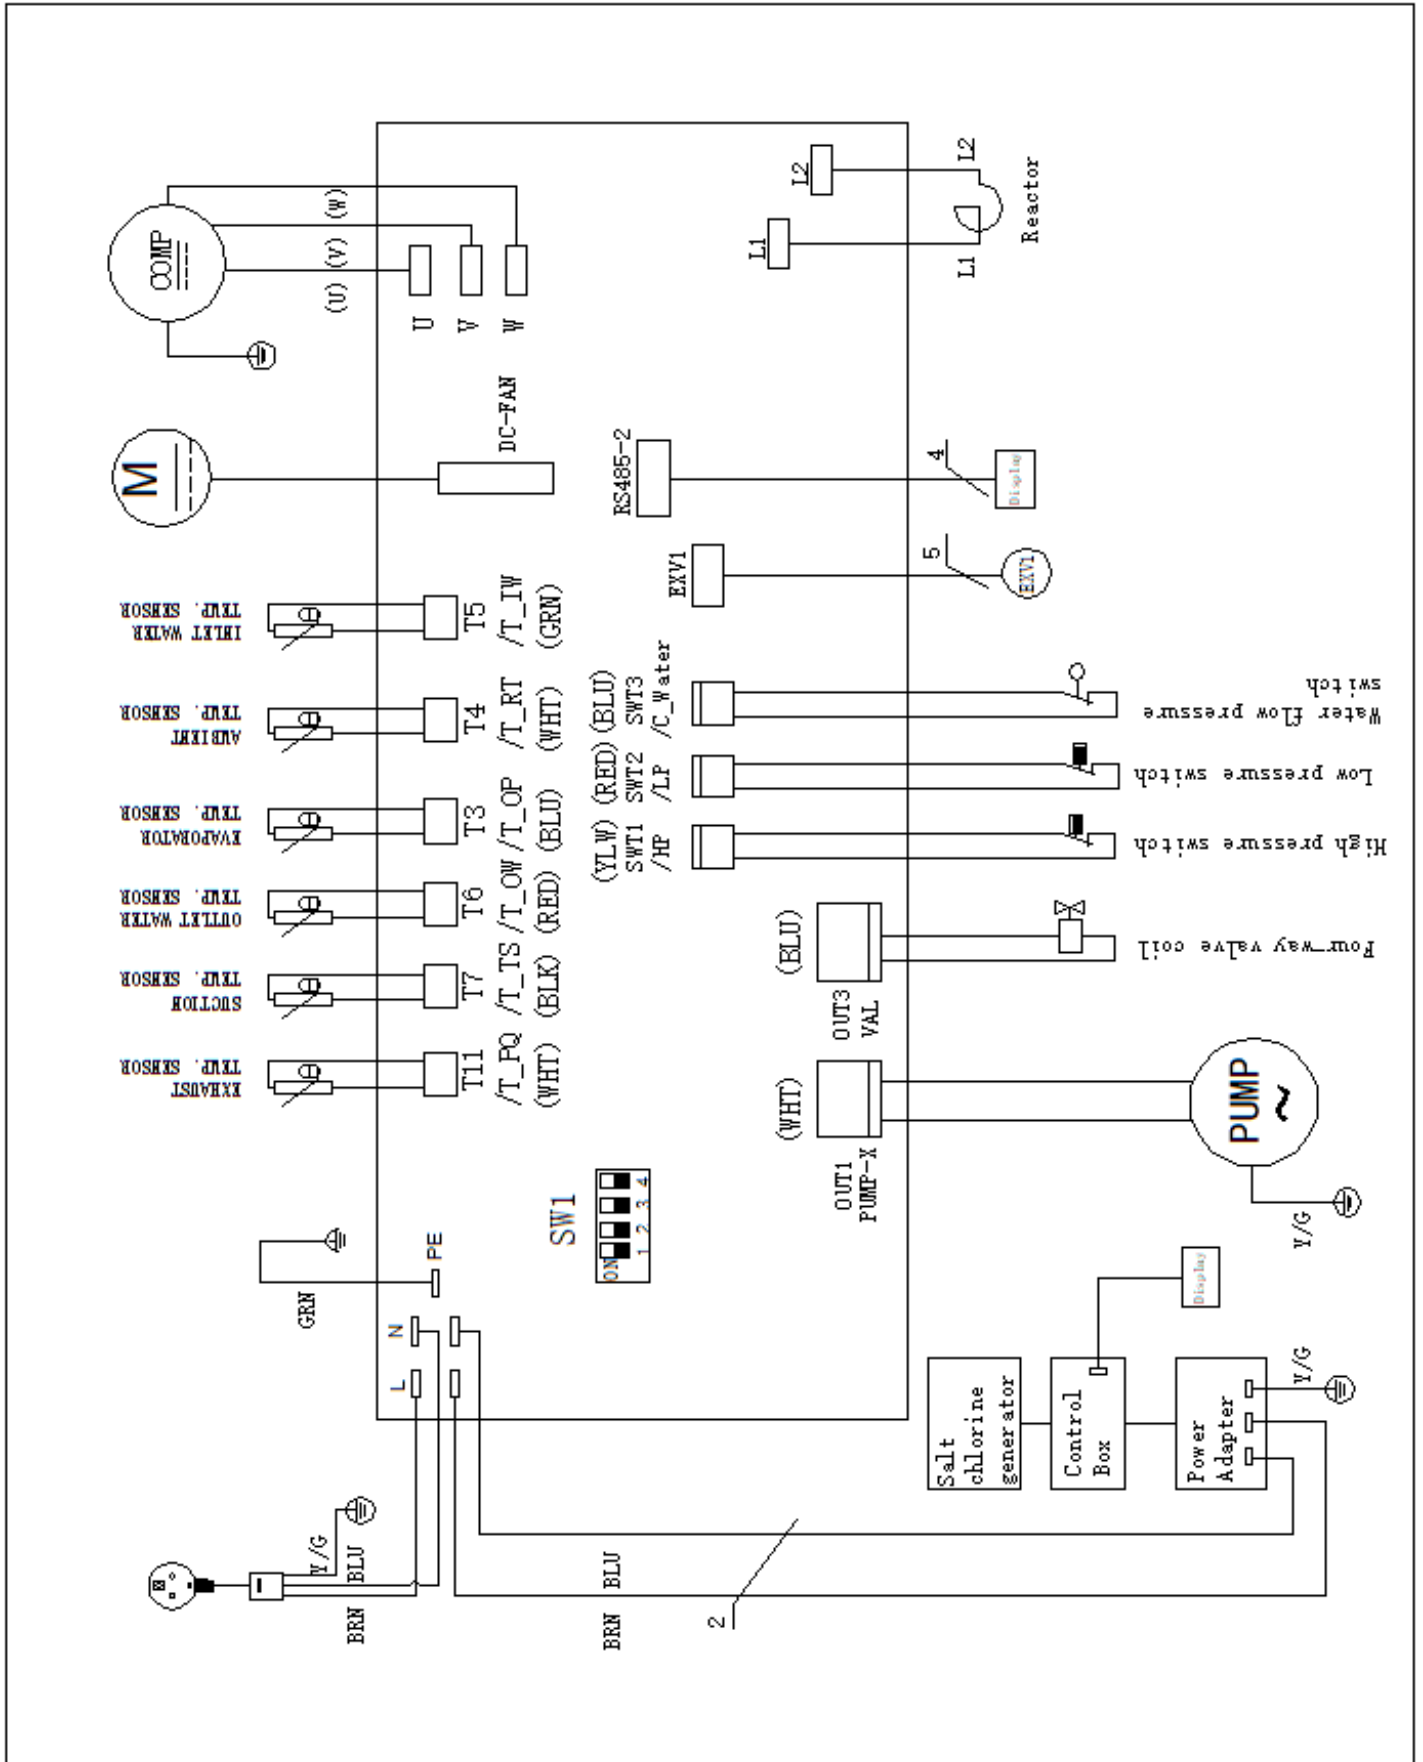 COMP
(U) (V) (W)
U
V
W
M
DC-FAN
INLET WATER
TEMP. SENSOR
T5
/T_IW
(GRN)
AMBIENT
TEMP. SENSOR
T4
/T_RT
(WHT)
EVAPORATOR
TEMP. SENSOR
T3
/T_OP
(BLU)
OUTLET WATER
TEMP. SENSOR
T6
/T_OW
(RED)
SUCTION
TEMP. SENSOR
T7
/T_TS
(BLK)
EXHAUST
TEMP. SENSOR
T11
/T_PQ
(WHT)
L1
L2
L1
L2
Reactor
RS485-2
4
Display
EXV1
5
EXV1
(BLU)
SWT3
/C_Water
Water flow pressure
switch
(RED)
SWT2
/LP
Low pressure switch
(YLW)
SWT1
/HP
High pressure switch
(BLU)
OUT3
VAL
Four-way valve coil
(WHT)
OUT1
PUMP-X
PUMP
~
Y/G
SW1
ON
1 2 3 4
GRN
PE
N
L
Y/G
BLU
BRN
BLU
BRN
2
Salt
chlorine
generator
Control
Box
Display
Power
Adapter
Y/G